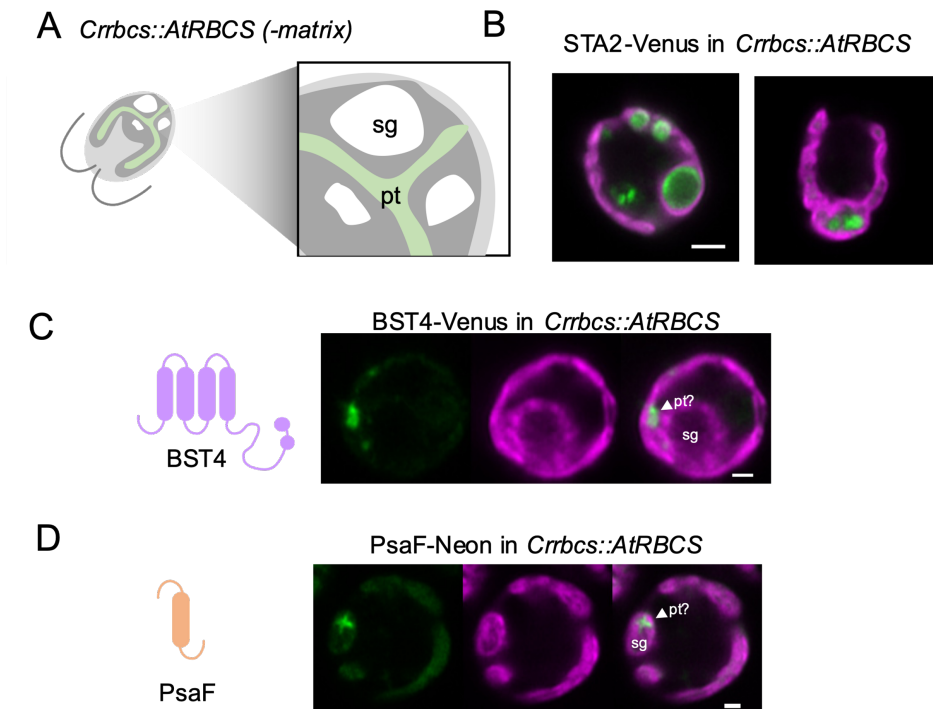 A Crrbcs::AtRBCS (-matrix)
sg
pt
B
STA2-Venus in Crrbcs::AtRBCS
C
BST4-Venus in Crrbcs::AtRBCS
pt?
sg
BST4
D
PsaF-Neon in Crrbcs::AtRBCS
pt?
sg
PsaF